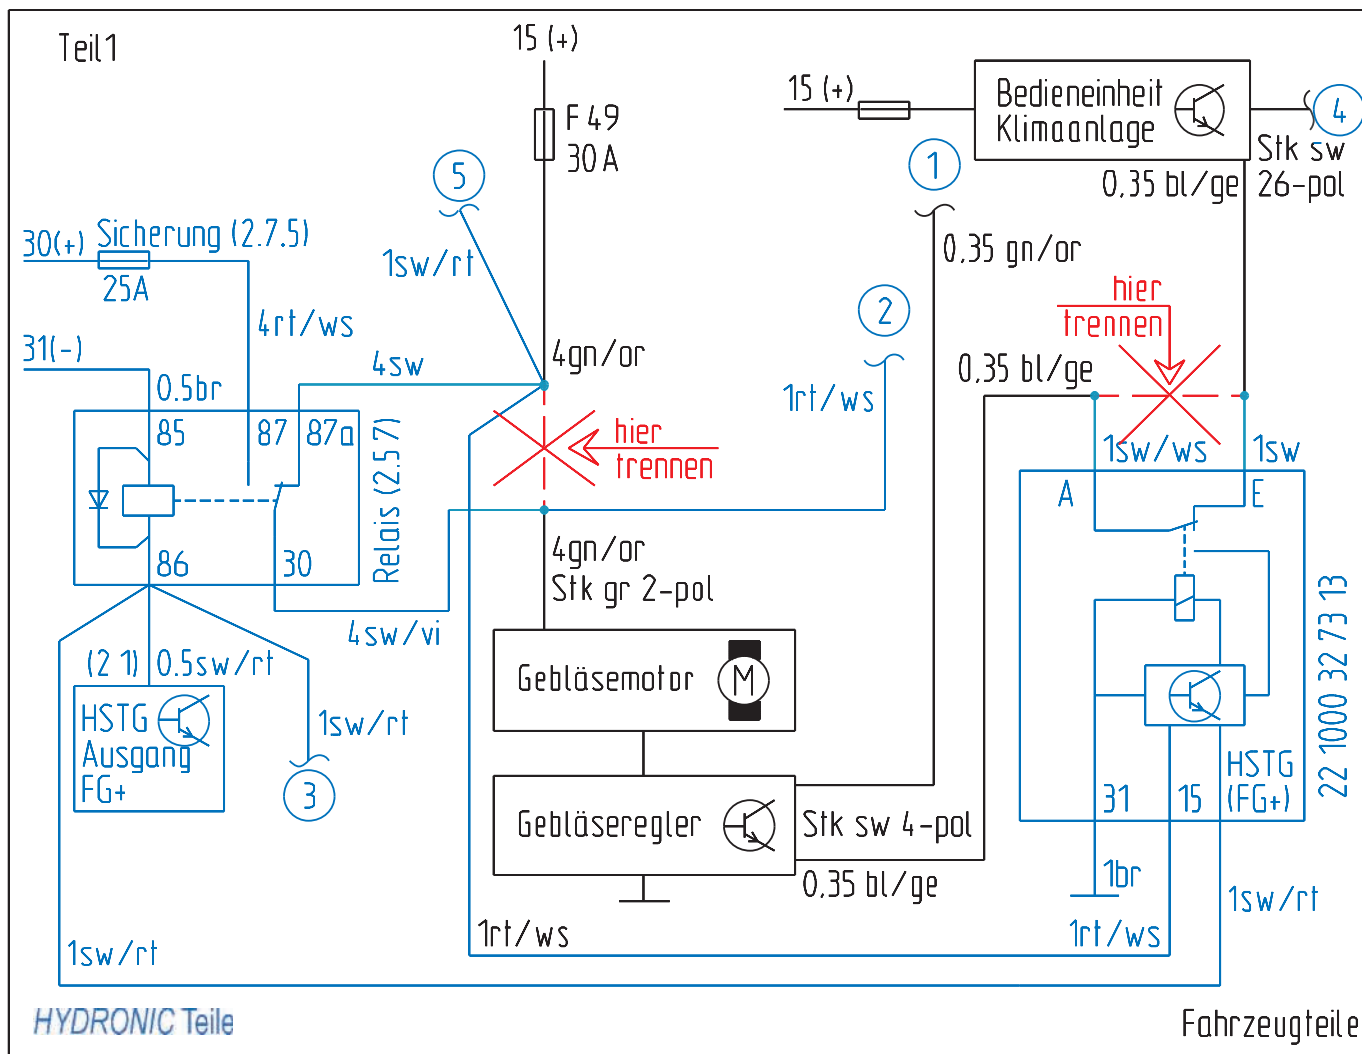 Teil1
15 (+)
F 49
30 A
15 (+)
Bedieneinheit
Klimaanlage
4
Stk sw
26-pol
0,35 bl/ge
1
0,35 gn/or
5
1sw/rt
30(+)
Sicherung (2.7.5)
25A
4rt/ws
31(-)
0.5br
4sw
4gn/or
2
1rt/ws
hier
trennen
0,35 bl/ge
hier
trennen
85
87
87a
Relais (2.5 7)
86
30
4sw/vi
4gn/or
Stk gr 2-pol
1sw/ws
1sw
A
E
22 1000 32 73 13
(2 1)
0.5sw/rt
HSTG
Ausgang
FG+
1sw/rt
3
Gebläsemotor
M
Gebläseregler
Stk sw 4-pol
0,35 bl/ge
31
15
HSTG
(FG+)
1br
1sw/rt
1sw/rt
1rt/ws
1rt/ws
HYDRONIC Teile
Fahrzeugteile